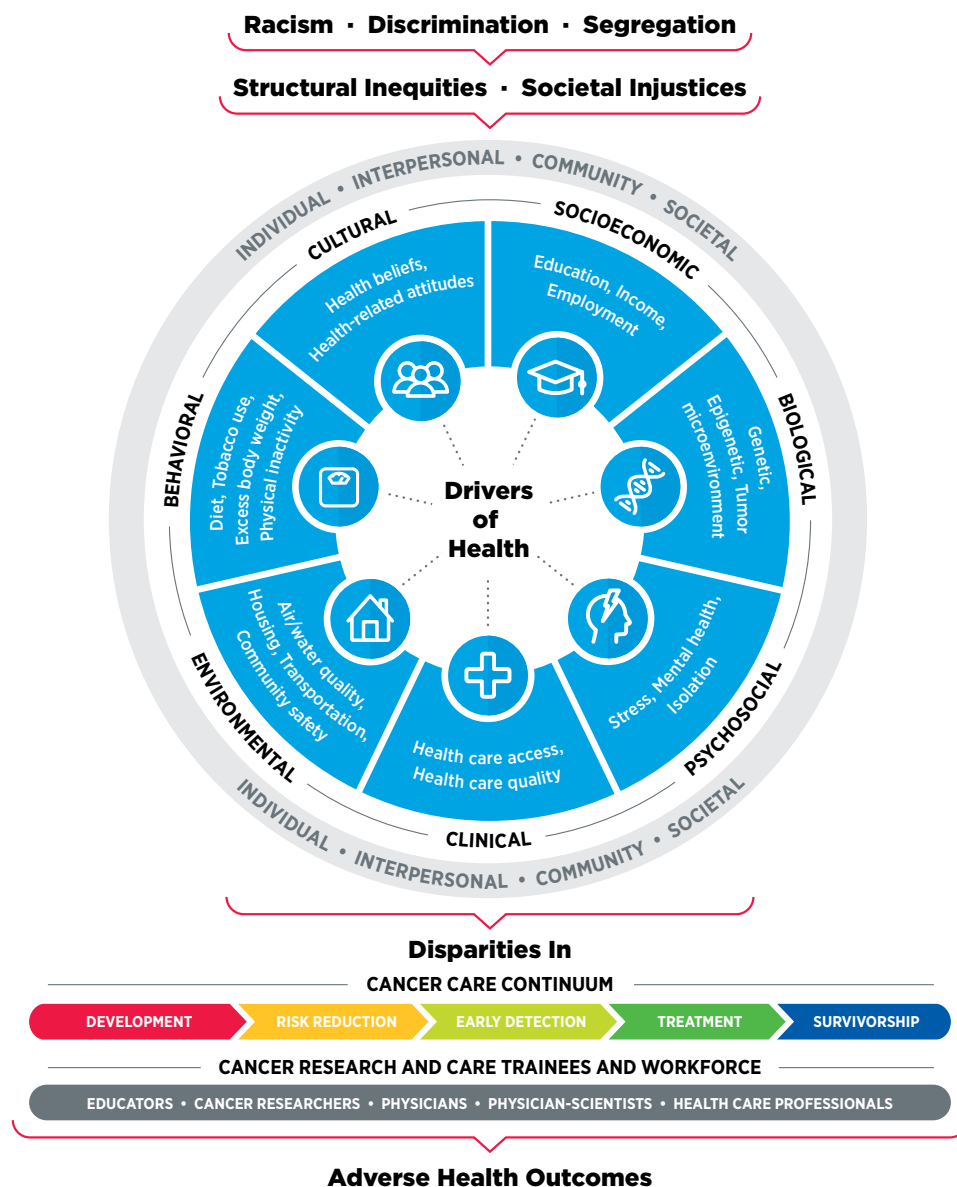 Racism · Discrimination · Segregation
Structural Inequities · Societal Injustices
INDIVIDUAL • INTERPERSONAL • COMMUNITY • SOCIETAL
CULTURAL
Health beliefs,
Health-related attitudes
SOCIOECONOMIC
Education, Income,
Employment
BIOLOGICAL
Genetic,
Epigenetic, Tumor
microenvironment
PSYCHOSOCIAL
Stress, Mental health,
Isolation
CLINICAL
Health care access,
Health care quality
ENVIRONMENTAL
Air/water quality,
Housing, Transportation,
Community safety
BEHAVIORAL
Diet, Tobacco use,
Excess body weight,
Physical inactivity
Drivers
of
Health
INDIVIDUAL • INTERPERSONAL • COMMUNITY • SOCIETAL
Disparities In
CANCER CARE CONTINUUM
DEVELOPMENT RISK REDUCTION EARLY DETECTION TREATMENT SURVIVORSHIP
CANCER RESEARCH AND CARE TRAINEES AND WORKFORCE
EDUCATORS • CANCER RESEARCHERS • PHYSICIANS • PHYSICIAN-SCIENTISTS • HEALTH CARE PROFESSIONALS
Adverse Health Outcomes